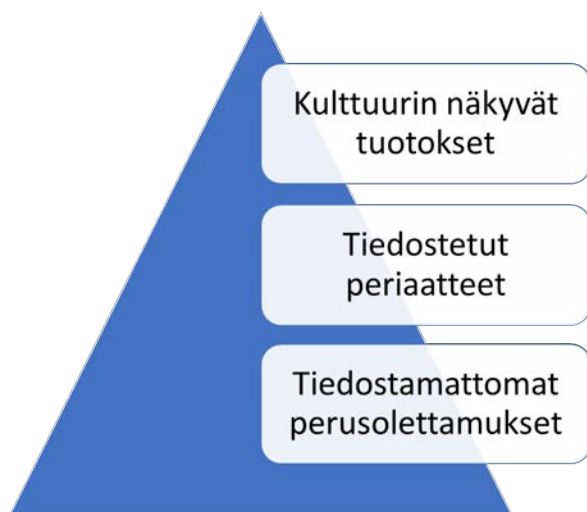 Kulttuurin näkyvät
tuotokset
Tiedostetut
periaatteet
Tiedostamattomat
perusolettamukset